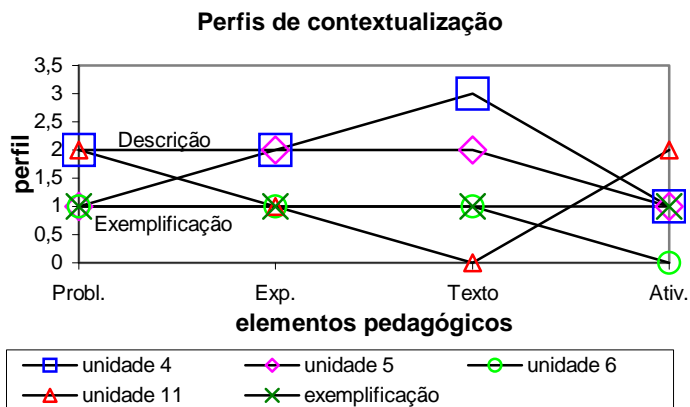 Perfis de contextualização
3,5
3
2,5
2
1,5
1
0,5
0
perfil
Descrição
Exemplificação
Probl. Exp. Texto Ativ.
elementos pedagógicos
unidade 4 unidade 5 unidade 6
unidade 11 exemplificação